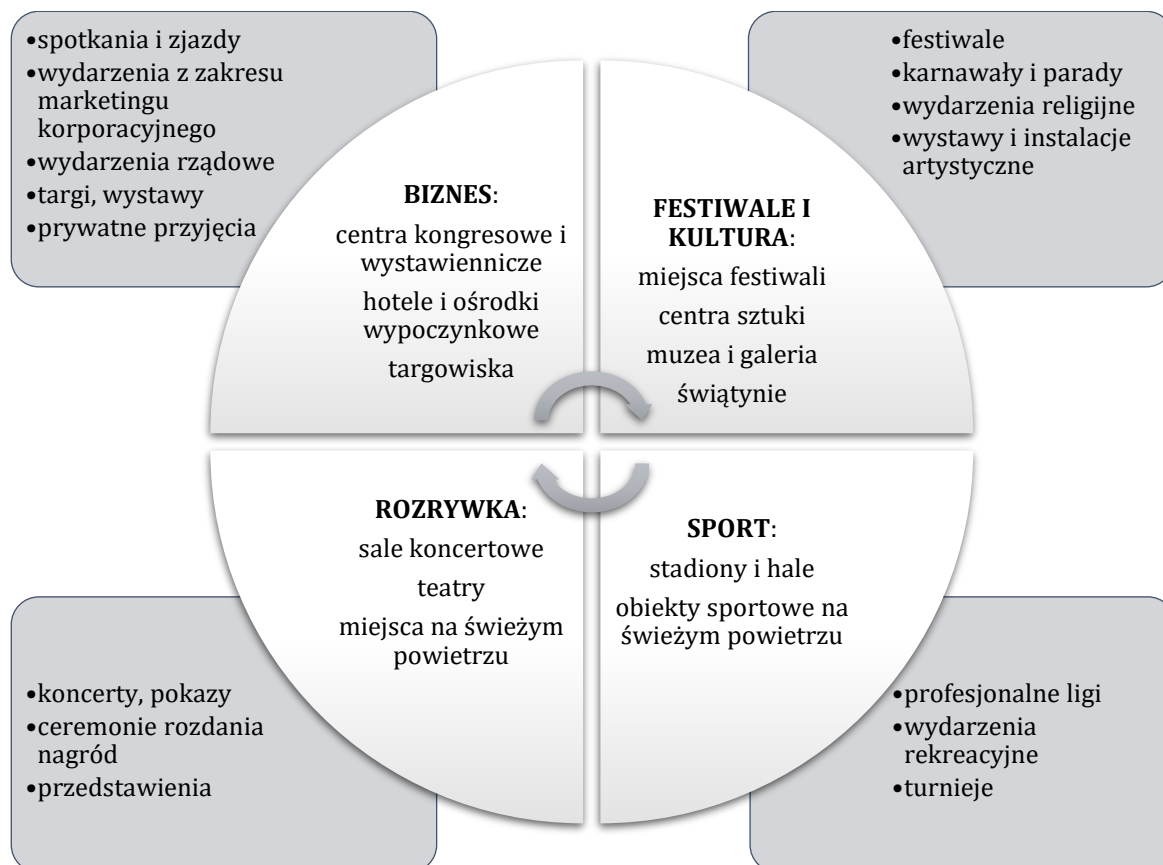 •spotkania i zjazdy
•wydarzenia z zakresu
marketingu
korporacyjnego
•wydarzenia rządowe
•targi, wystawy
•prywatne przyjęcia
•festiwale
•karnawały i parady
•wydarzenia religijne
•wystawy i instalacje
artystyczne
BIZNES:
centra kongresowe i
wystawiennicze
hotele i ośrodki
wypoczynkowe
targowiska
FESTIWALE I
KULTURA:
miejsca festiwali
centra sztuki
muzea i galeria
świątynie
ROZRYWKA:
sale koncertowe
teatry
miejsca na świeżym
powietrzu
SPORT:
stadiony i hale
obiekty sportowe na
świeżym powietrzu
•koncerty, pokazy
•ceremonie rozdania
nagród
•przedstawienia
•profesjonalne ligi
•wydarzenia
rekreacyjne
•turnieje